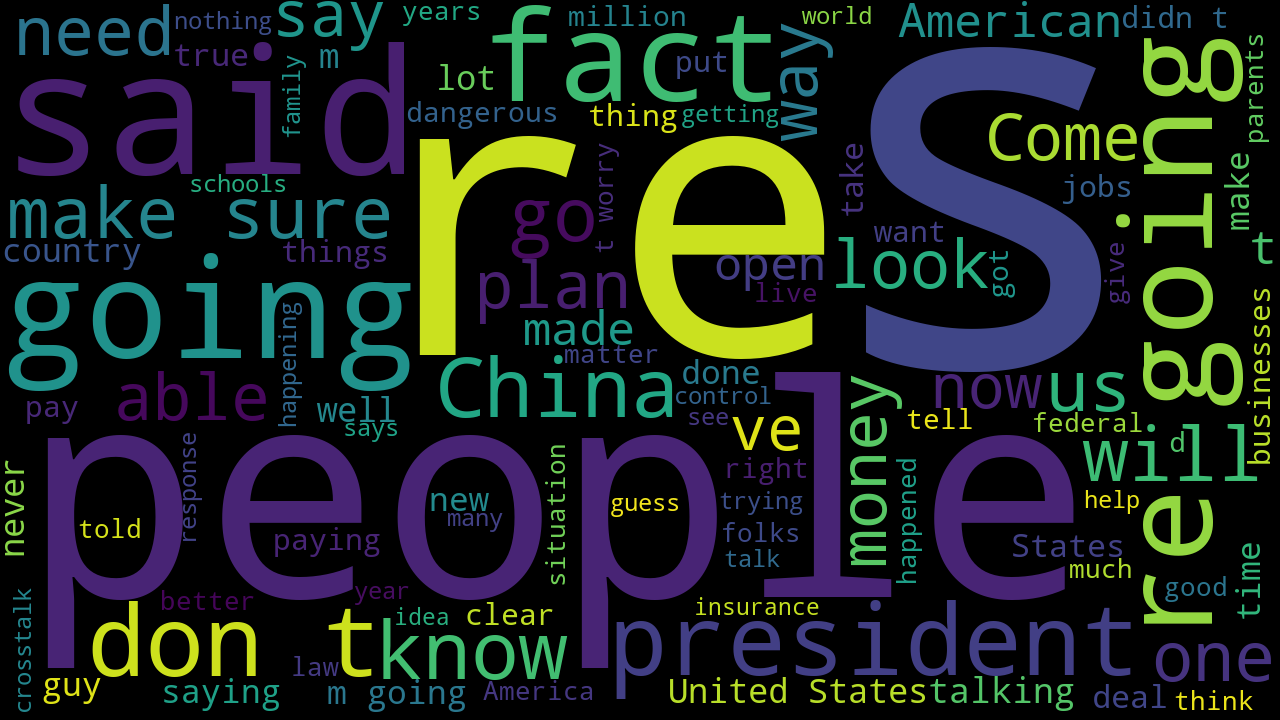 need
nothing
say
years
million
world
American
didn t
true
m
fact
way
said
lot
put
family
dangerous
thing
getting
Come
re going
parents
res
S
schools
t worry
take
jobs
make
make sure
go
want
country
things
plan
open
look
got
give
t
going
live
made
happening
matter
businesses
China
done
control
able
well
now
us
pay
says
see
ve
money
tell
federal
people
will
d
response
right
never
new
many
situation
guess
trying
happened
help
told
paying
folks
talk
States
much
time
year
good
better
crosstalk
idea
clear
insurance
don t
know
president
one
law
guy
saying
m going
America
United States
talking
deal
think